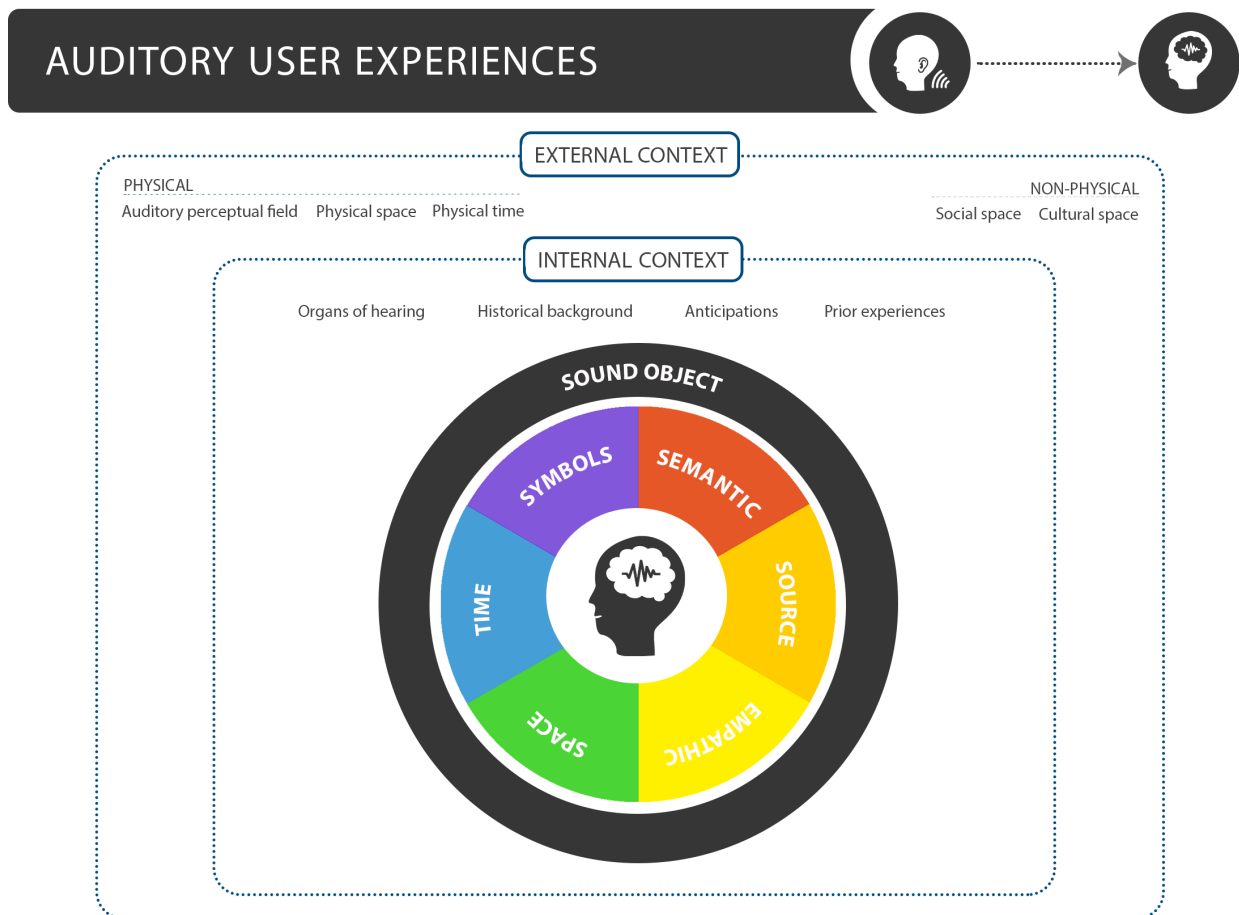 AUDITORY USER EXPERIENCES
EXTERNAL CONTEXT
PHYSICAL
NON-PHYSICAL
Auditory perceptual field Physical space Physical time
Social space Cultural space
INTERNAL CONTEXT
Organs of hearing Historical background Anticipations Prior experiences
SOUND OBJECT
SYMBOLS
SEMANTIC
TIME
SOURCE
SPACE
EMPATHIC